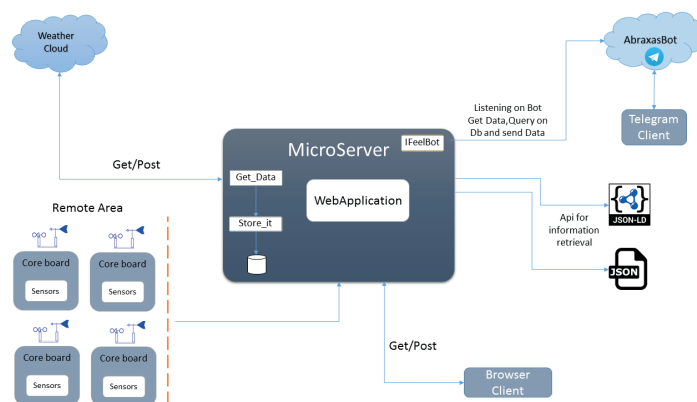 Weather
Cloud
AbraxasBot
Listening on Bot
Get Data,Query on
Db and send Data
Telegram
Client
IFeelBot
MicroServer
Get/Post
Get_Data
WebApplication
Store_it
Remote Area
Core board
Sensors
Core board
Sensors
Core board
Sensors
Core board
Sensors
Api for
information
retrieval
JSON-LD
JSON
Get/Post
Browser
Client